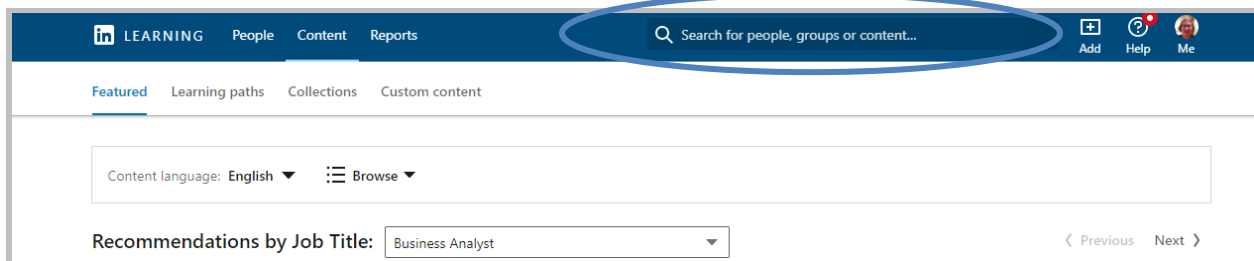 in LEARNING People Content Reports Search for people, groups or content... Add Help Me
Featured Learning paths Collections Custom content
Content language: English Browse
Recommendations by Job Title: Business Analyst Previous Next